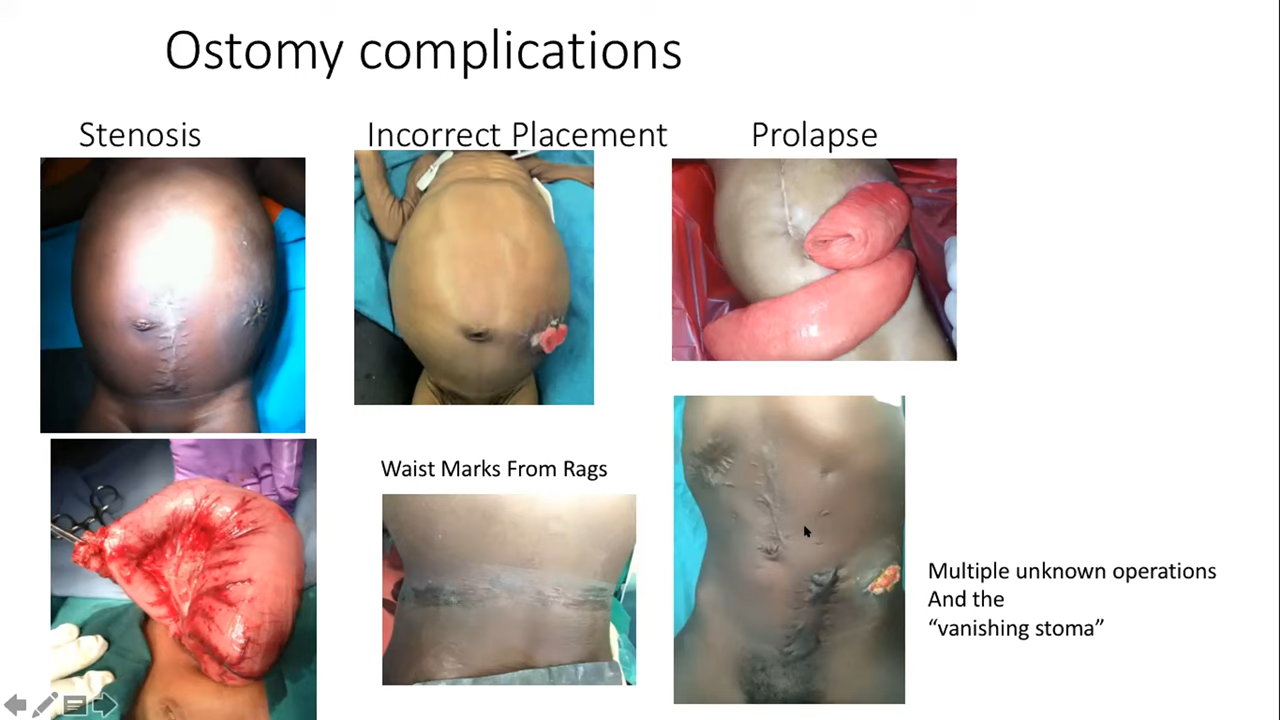 Ostomy complications
Stenosis
Incorrect Placement
Prolapse
Waist Marks From Rags
Multiple unknown operations
And the
“vanishing stoma”